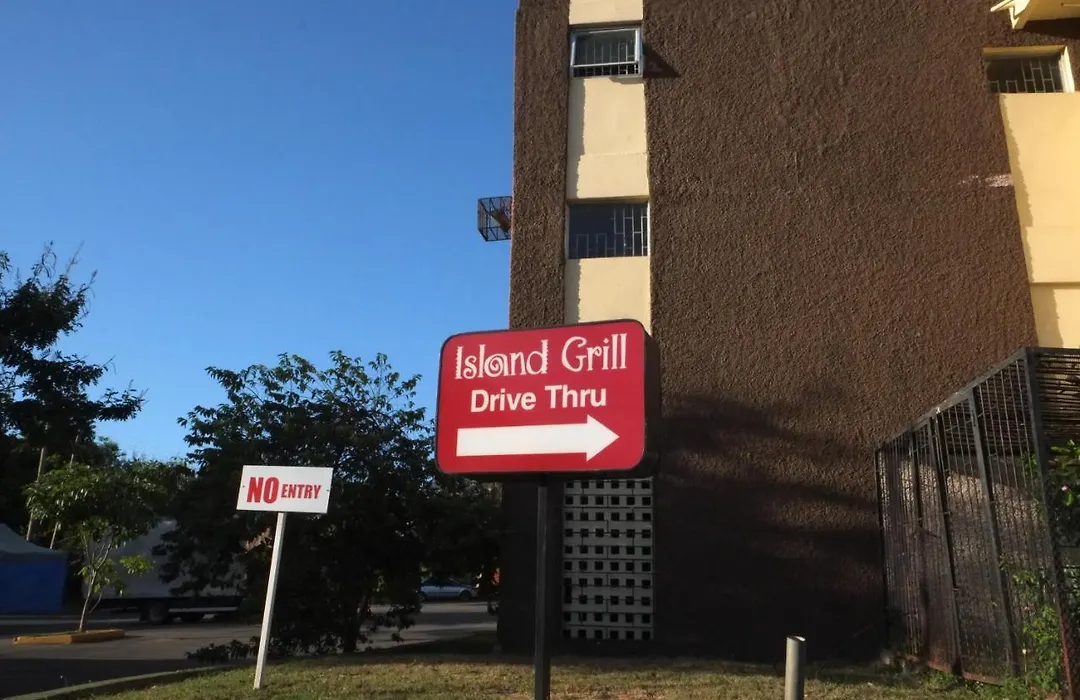 Island Grill
Drive Thru
NO ENTRY